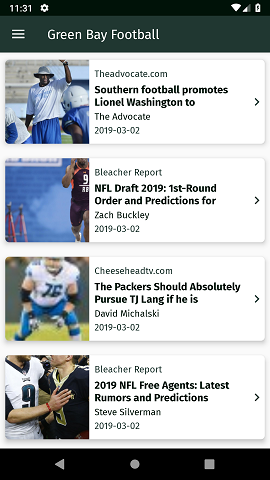 11:31
Green Bay Football
Theadvocate.com
Southern football promotes
Lionel Washington to
The Advocate
2019-03-02
Bleacher Report
NFL Draft 2019: 1st-Round
Order and Predictions for
Zach Buckley
2019-03-02
Cheeseheadtv.com
The Packers Should Absolutely
Pursue TJ Lang if he is
David Michalski
2019-03-02
Bleacher Report
2019 NFL Free Agents: Latest
Rumors and Predictions
Steve Silverman
2019-03-02